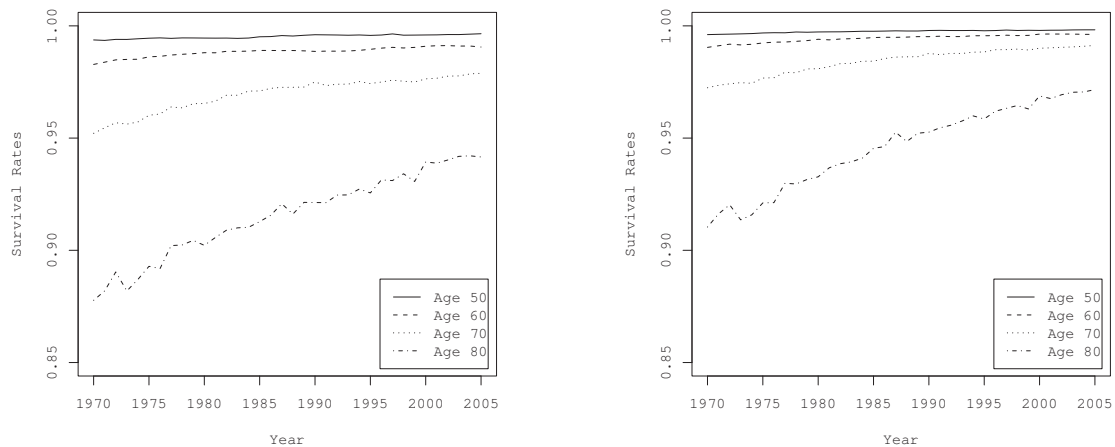 1.00
0.95
0.90
0.85
Survival Rates
Age 50
Age 60
Age 70
Age 80
1970 1975 1980 1985 1990 1995 2000 2005
Year
1.00
0.95
0.90
0.85
Survival Rates
Age 50
Age 60
Age 70
Age 80
1970 1975 1980 1985 1990 1995 2000 2005
Year